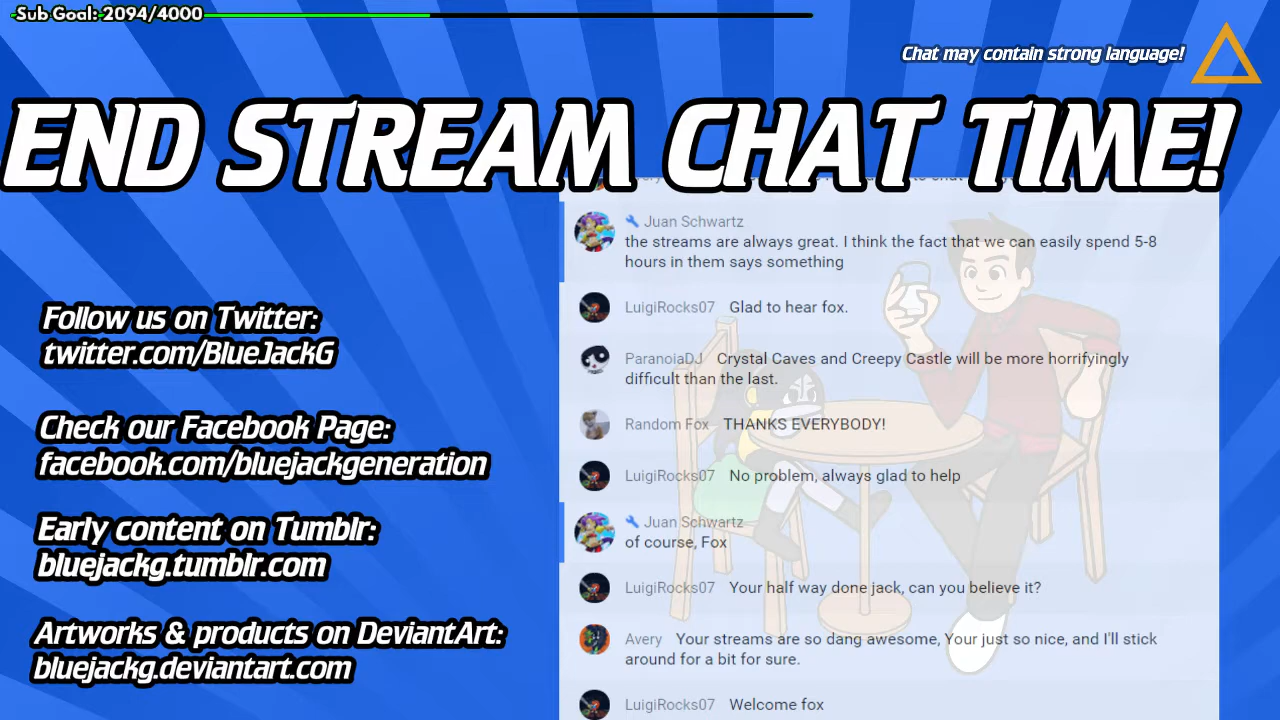 Sub Goal: 2094/4000
Chat may contain strong language!
END STREAM CHAT TIME!
Follow us on Twitter:
twitter.com/BlueJackG
Check our Facebook Page:
facebook.com/bluejackgeneration
Early content on Tumblr:
bluejackg.tumblr.com
Artworks & products on DeviantArt:
bluejackg.deviantart.com
Juan Schwartz
the streams are always great. I think the fact that we can easily spend 5-8
hours in them says something
LuigiRocks07 Glad to hear fox.
ParanoiaDJ Crystal Caves and Creepy Castle will be more horrifyingly
difficult than the last.
Random Fox THANKS EVERYBODY!
LuigiRocks07 No problem, always glad to help
Juan Schwartz
of course, Fox
LuigiRocks07 Your half way done jack, can you believe it?
Avery Your streams are so dang awesome, Your just so nice, and I'll stick
around for a bit for sure.
LuigiRocks07 Welcome fox